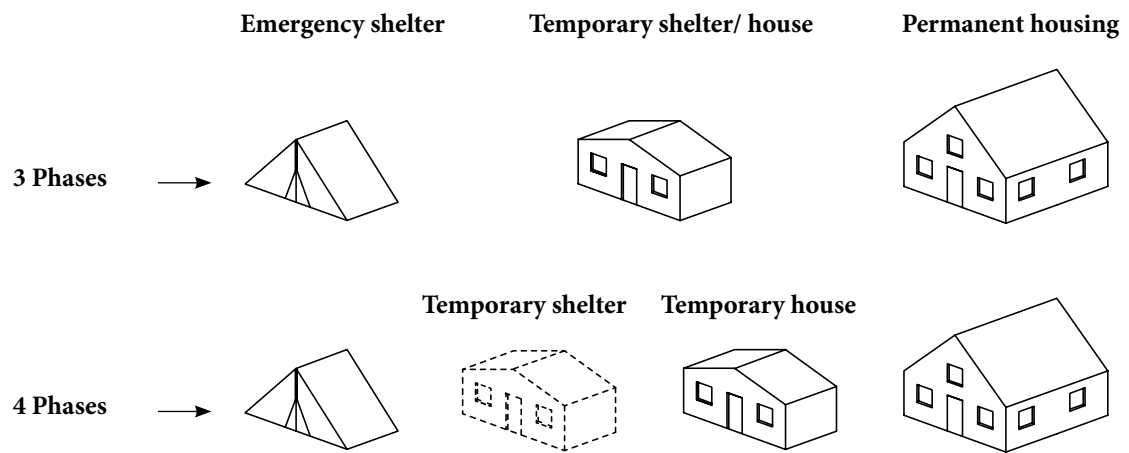 Emergency shelter Temporary shelter/ house Permanent housing
3 Phases
Temporary shelter Temporary house
4 Phases